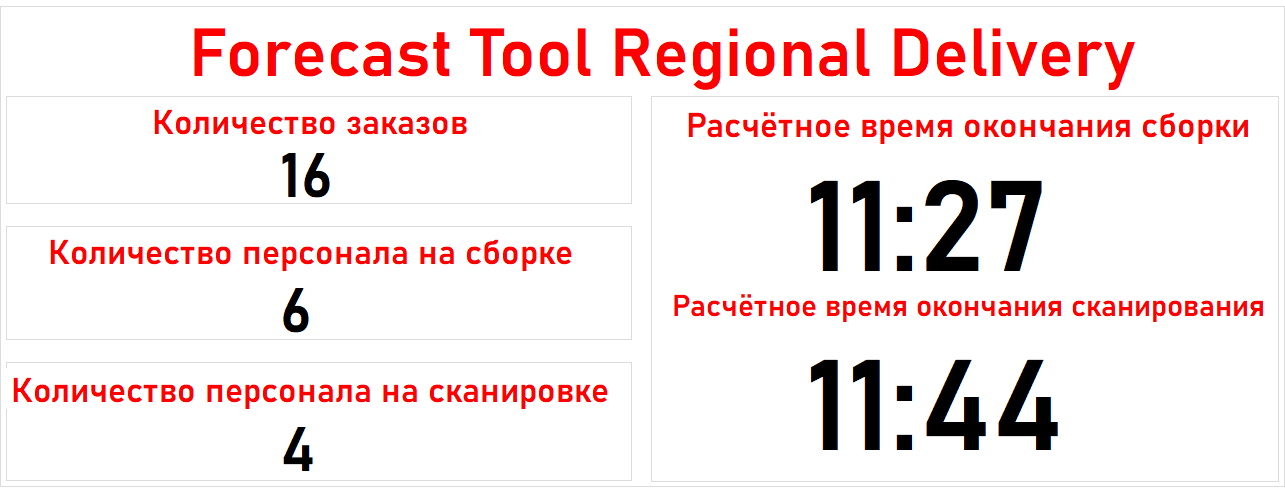 Forecast Tool Regional Delivery
Количество заказов
16
Количество персонала на сборке
6
Количество персонала на сканировке
4
Расчётное время окончания сборки
11:27
Расчётное время окончания сканирования
11:44